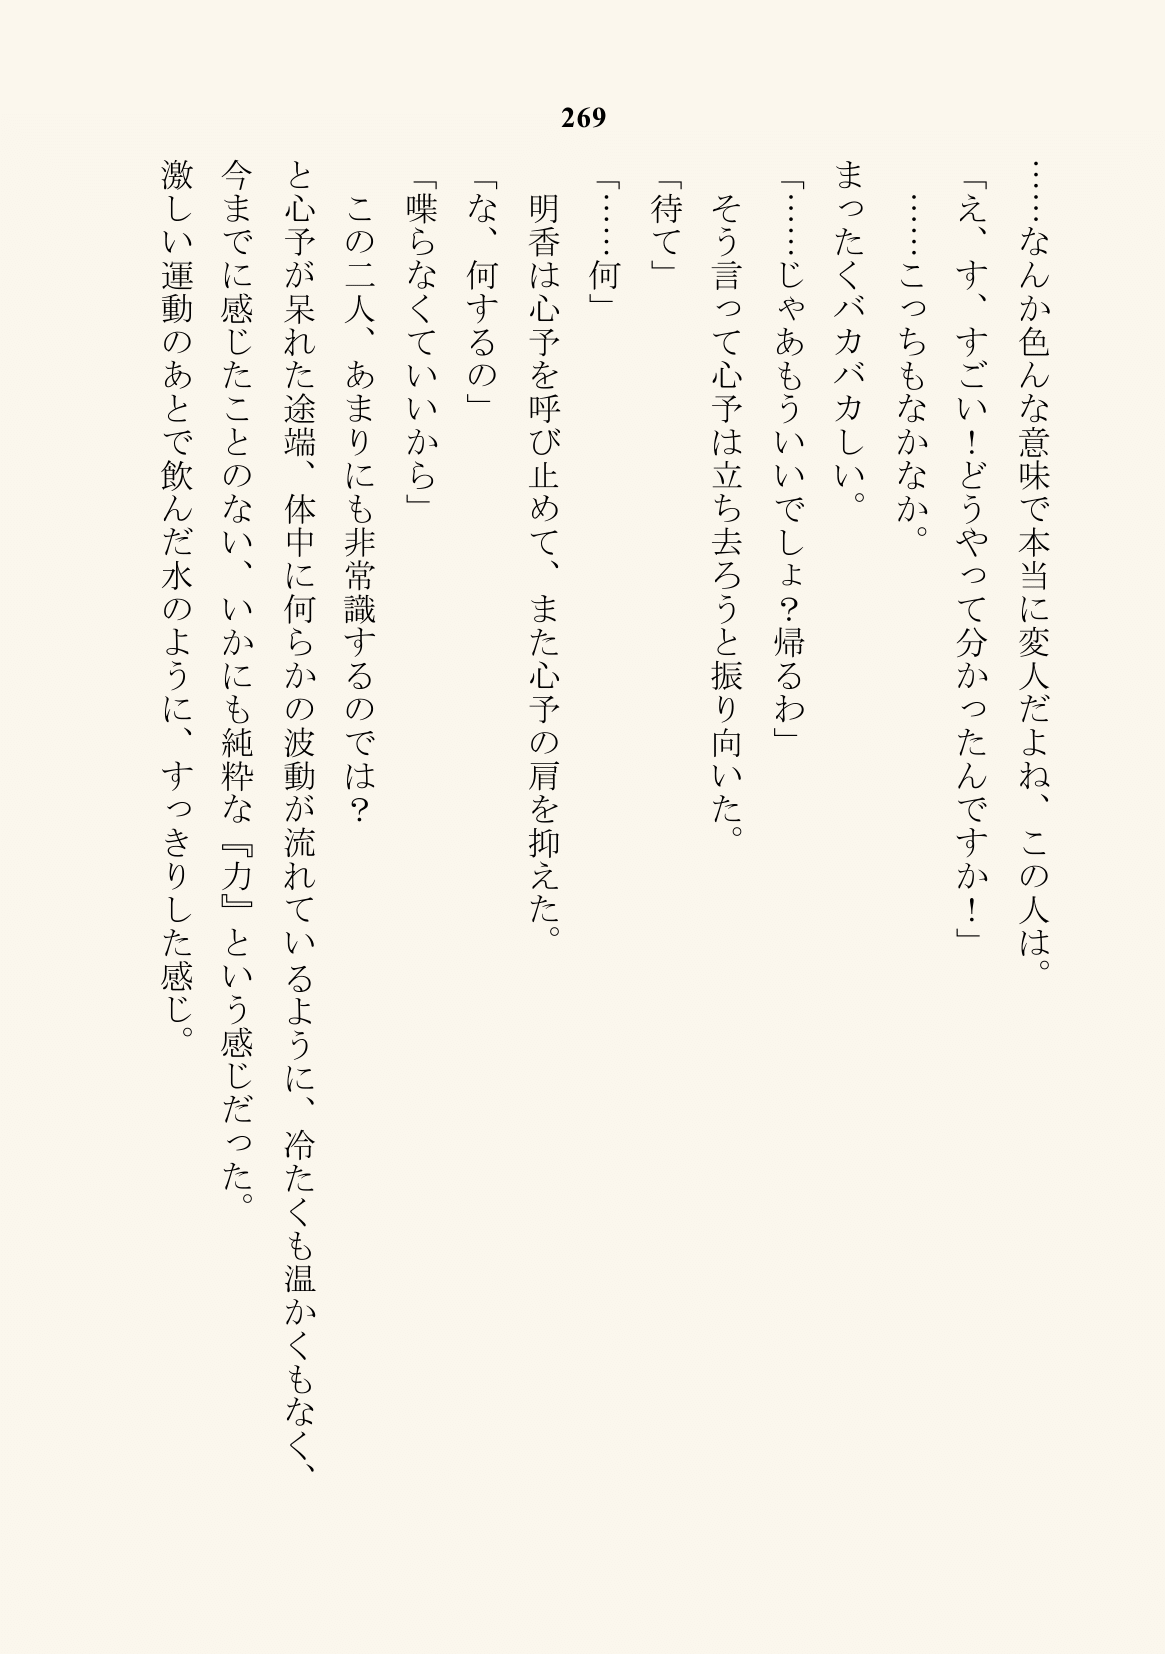 269
……なんか色んな意味で本当に変人だよね、この人は。
「え、す、すごい！どうやって分かったんですか！」
　……こっちもなかなか。
まったくバカバカしい。
「……じゃあもういいでしょ？帰るわ」
　そう言って心予は立ち去ろうと振り向いた。
「待て」
「……何」
　明香は心予を呼び止めて、また心予の肩を抑えた。
「な、何するの」
「喋らなくていいから」
　この二人、あまりにも非常識するのでは？
と心予が呆れた途端、体中に何らかの波動が流れているように、冷たくも温かくもなく、
今までに感じたことのない、いかにも純粋な『力』という感じだった。
激しい運動のあとで飲んだ水のように、すっきりした感じ。